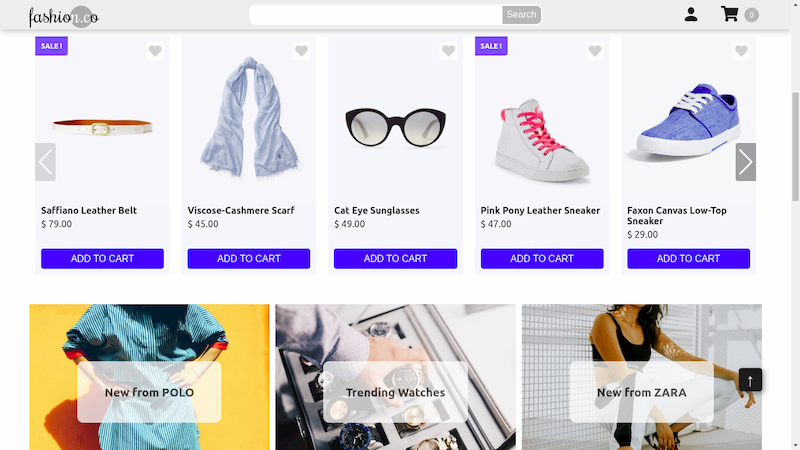 fashion.co
Search
0
SALE!
SALE!
Saffiano Leather Belt
$ 79.00
ADD TO CART
Viscose-Cashmere Scarf
$ 45.00
ADD TO CART
Cat Eye Sunglasses
$ 49.00
ADD TO CART
Pink Pony Leather Sneaker
$ 47.00
ADD TO CART
Faxon Canvas Low-Top
Sneaker
$ 29.00
ADD TO CART
New from POLO
Trending Watches
New from ZARA
↑